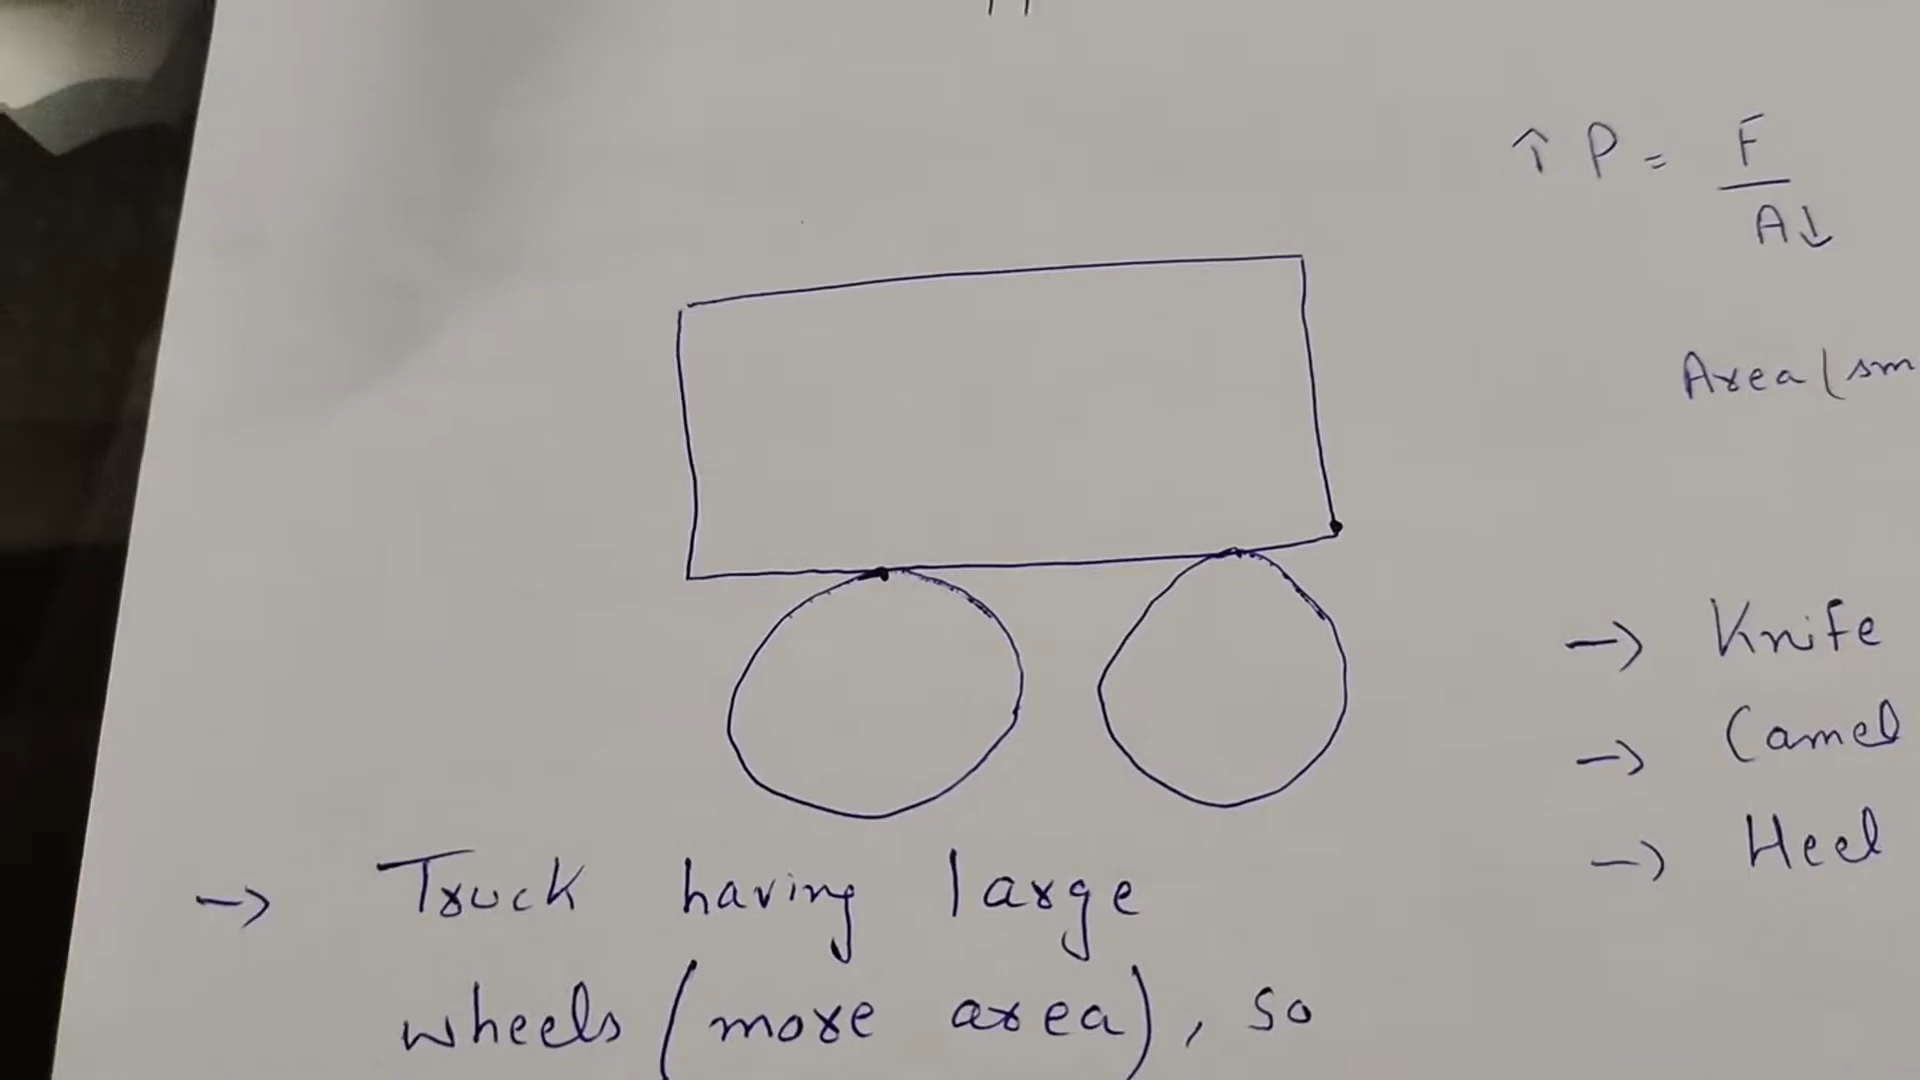 ↑ P = F
A↓
Area (sm
→ Knife
→ Camel
→ Heel
→ Truck having large
wheels (more area), so